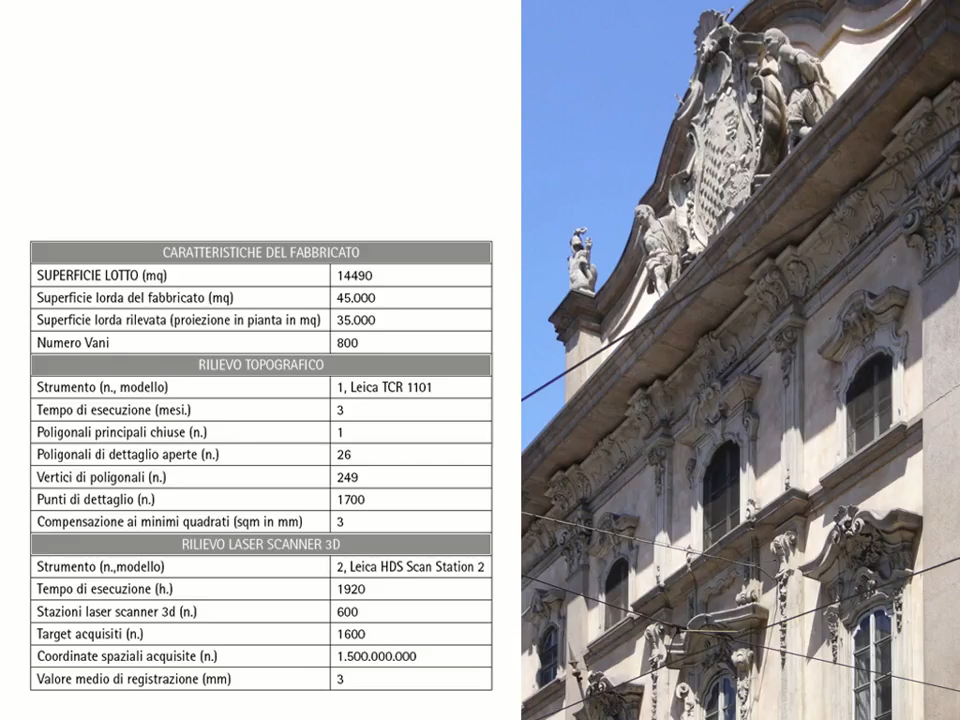 CARATTERISTICHE DEL FABBRICATO
SUPERFICIE LOTTO (mq) 14490
Superficie lorda del fabbricato (mq) 45.000
Superficie lorda rilevata (proiezione in pianta in mq) 35.000
Numero Vani 800
RILIEVO TOPOGRAFICO
Strumento (n., modello) 1, Leica TCR 1101
Tempo di esecuzione (mesi.) 3
Poligonali principali chiuse (n.) 1
Poligonali di dettaglio aperte (n.) 26
Vertici di poligonali (n.) 249
Punti di dettaglio (n.) 1700
Compensazione ai minimi quadrati (sqm in mm) 3
RILIEVO LASER SCANNER 3D
Strumento (n.,modello) 2, Leica HDS Scan Station 2
Tempo di esecuzione (h.) 1920
Stazioni laser scanner 3d (n.) 600
Target acquisiti (n.) 1600
Coordinate spaziali acquisite (n.) 1.500.000.000
Valore medio di registrazione (mm) 3